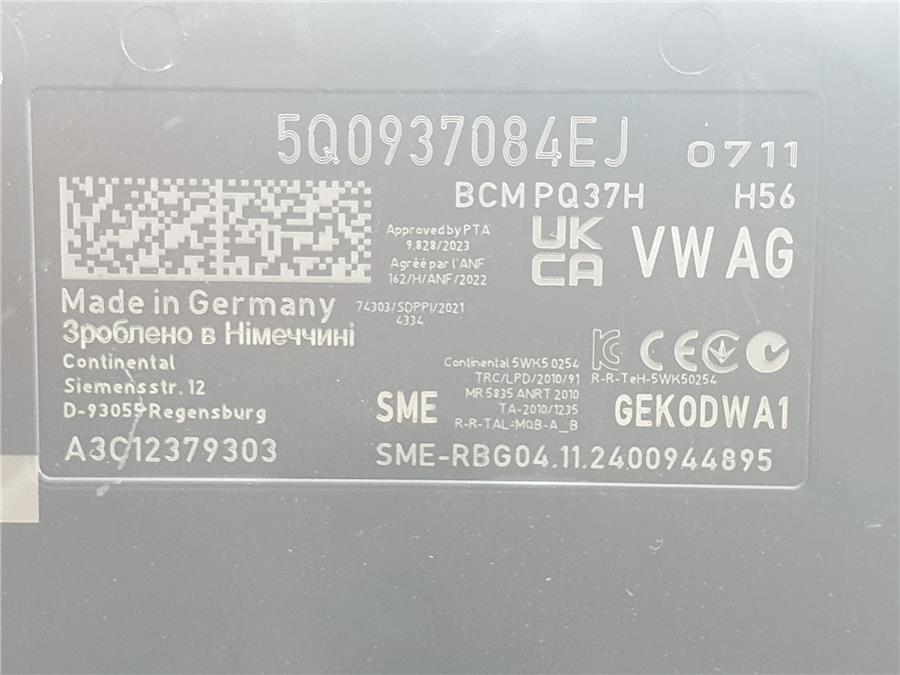 5Q0937084EJ 0711
BCM PQ37H H56
Approved by PTA
9.828/2023
Agréé par l'ANF
162/H/ANF/2022
UK
CA
VW AG
Made in Germany
74303/SDPPI/2021
4334
Зроблено в Німеччині
Continental
Siemensstr. 12
D-93055 Regensburg
Continental 5WK5 0254
TRC/LPD/2010/91
MR 5835 ANRT 2010
TA-2010/1235
R-R-TAL-MQB-A_B
R-R-TeH-5WK50254
CE
SME
GEKODWA1
A3C12379303
SME-RBG04.11.2400944895